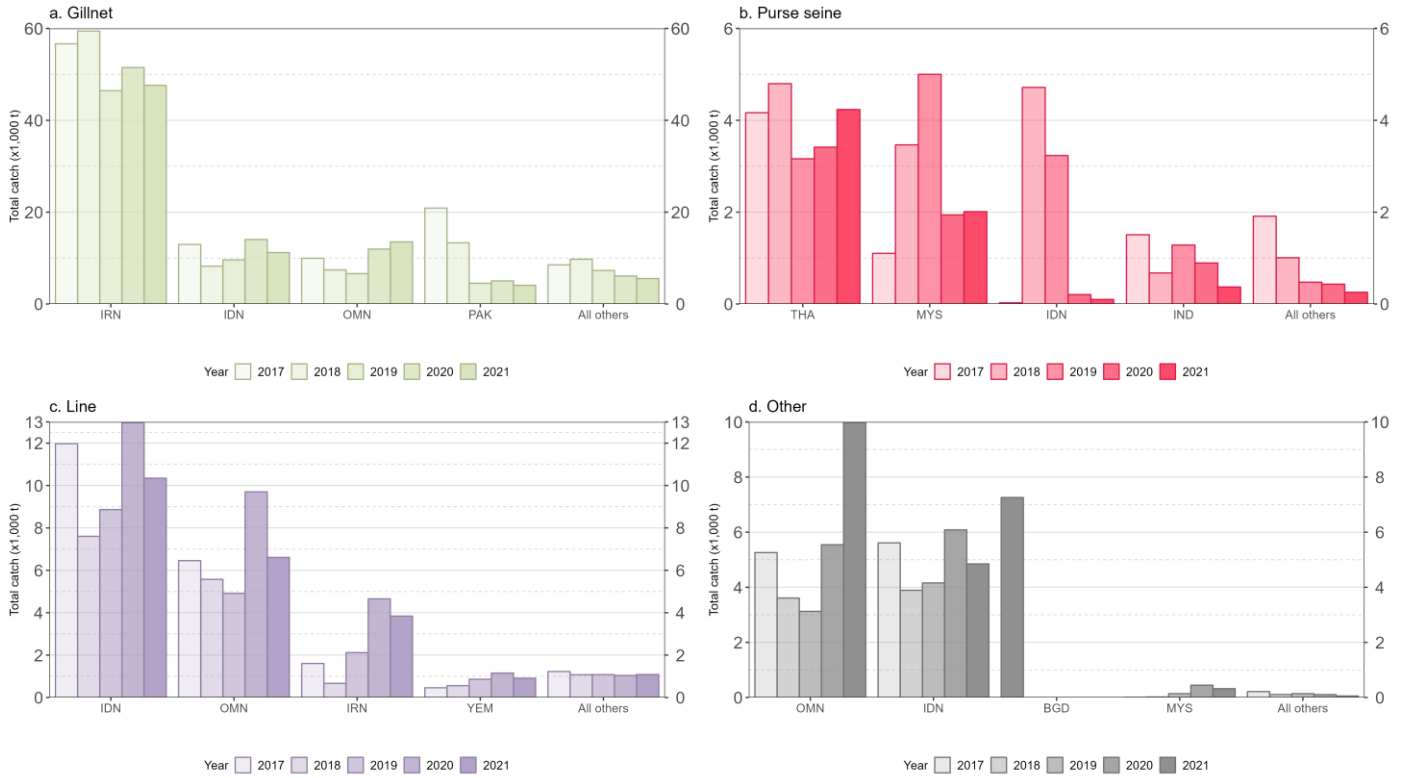 a. Gillnet
60
40
20
0
Total catch (x1,000 t)
60
40
20
0
IRN IDN OMN PAK All others
Year 2017 2018 2019 2020 2021
b. Purse seine
6
4
2
0
Total catch (x1,000 t)
6
4
2
0
THA MYS IDN IND All others
Year 2017 2018 2019 2020 2021
c. Line
13
12
10
8
6
4
2
0
Total catch (x1,000 t)
13
12
10
8
6
4
2
0
IDN OMN IRN YEM All others
Year 2017 2018 2019 2020 2021
d. Other
10
8
6
4
2
0
Total catch (x1,000 t)
10
8
6
4
2
0
OMN IDN BGD MYS All others
Year 2017 2018 2019 2020 2021